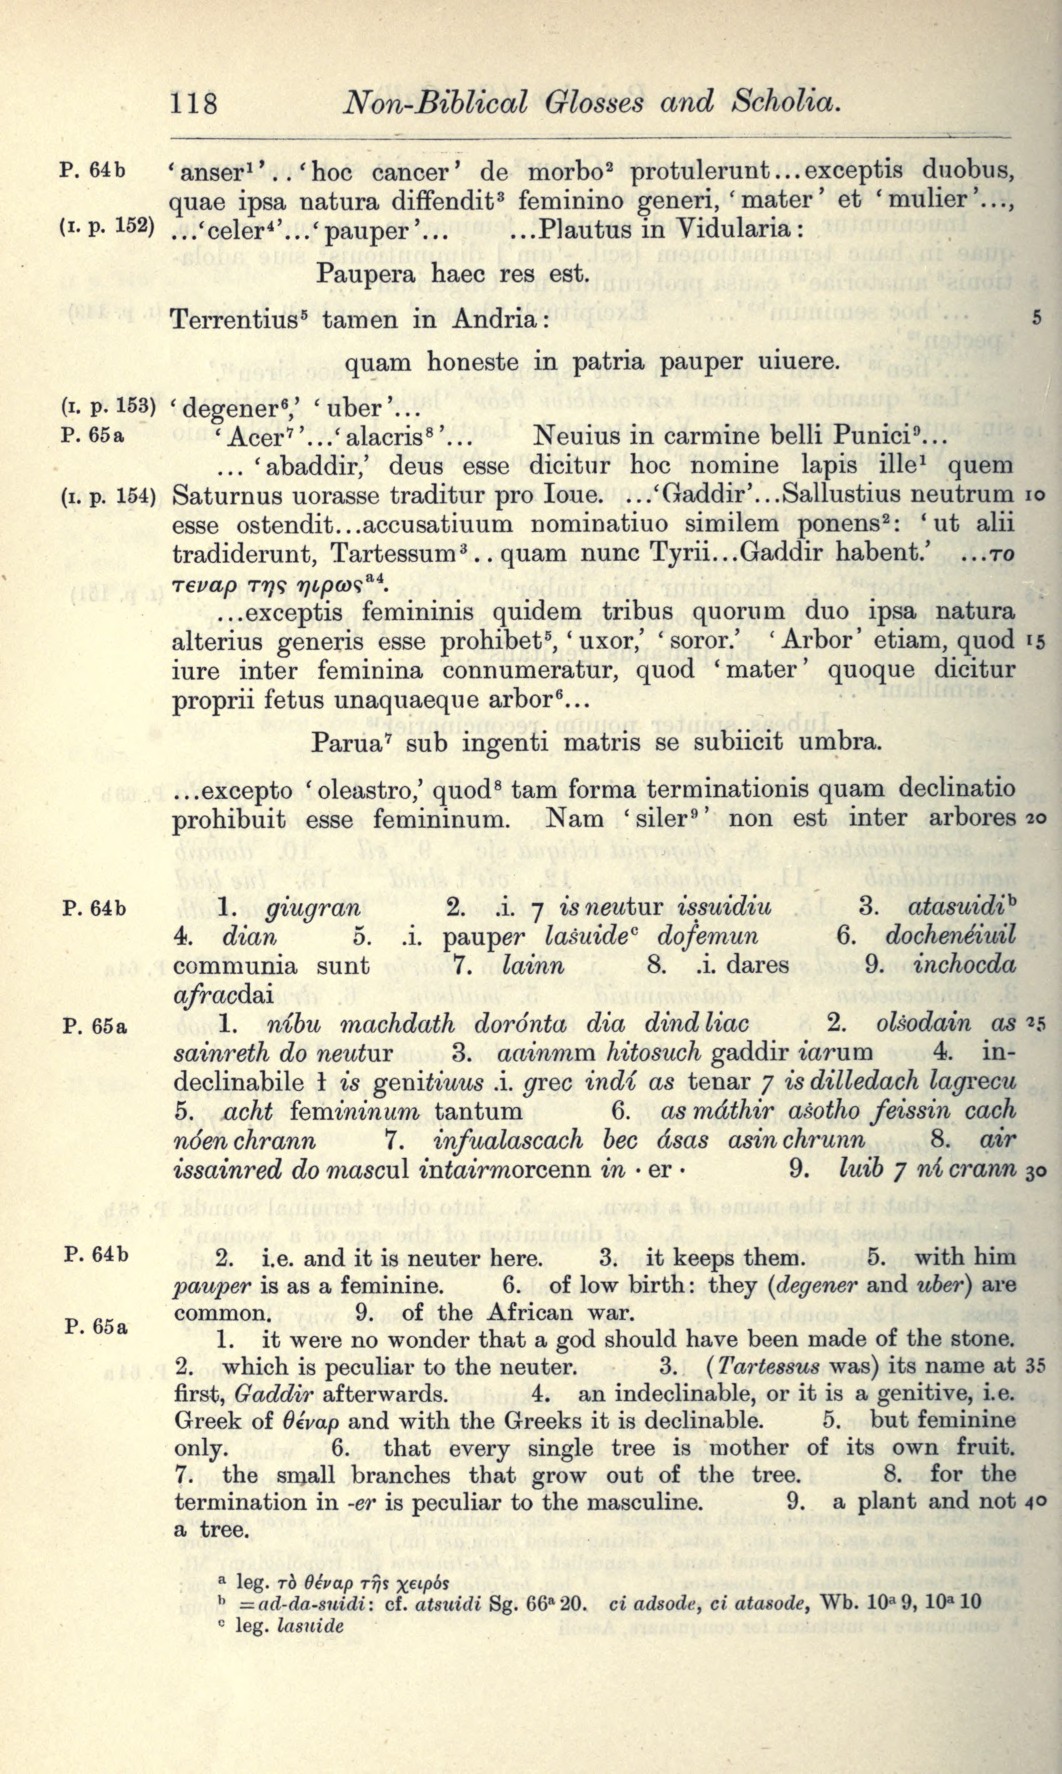 118 Non-Biblical Glosses and Scholia.
P. 64b ‘anser¹’..‘hoc cancer’ de morbo² protulerunt...exceptis duobus,
quae ipsa natura diffendit³ feminino generi, ‘mater’ et ‘mulier’...,
(I. p. 152) ...‘celer⁴’...‘pauper’... ...Plautus in Vidularia:
Paupera haec res est.
Terrentius⁵ tamen in Andria: 5
quam honeste in patria pauper uiuere.
(I. p. 153) ‘degener⁶,’ ‘uber’...
P. 65a ‘Acer⁷’...‘alacris⁸’... Neuius in carmine belli Punici⁹...
... ‘abaddir,’ deus esse dicitur hoc nomine lapis ille¹ quem
(I. p. 154) Saturnus uorasse traditur pro Ioue. ...‘Gaddir’...Sallustius neutrum 10
esse ostendit...accusatiuum nominatiuo similem ponens²: ‘ut alii
tradiderunt, Tartessum³..quam nunc Tyrii...Gaddir habent.’ ...το
τεναρ της ηιρωςᵃ⁴.
...exceptis femininis quidem tribus quorum duo ipsa natura
alterius generis esse prohibet⁵, ‘uxor,’ ‘soror.’ ‘Arbor’ etiam, quod 15
iure inter feminina connumeratur, quod ‘mater’ quoque dicitur
proprii fetus unaquaeque arbor⁶...
Parua⁷ sub ingenti matris se subiicit umbra.
...excepto ‘oleastro,’ quod⁸ tam forma terminationis quam declinatio
prohibuit esse femininum. Nam ‘siler⁹’ non est inter arbores 20
P. 64b 1. giugran 2. .i. ⁊ is neutur issuidiu 3. atasuidiᵇ
4. dian 5. .i. pauper laṡuideᶜ dofemun 6. dochenéiuil
communia sunt 7. lainn 8. .i. dares 9. inchocda
afracdai
P. 65a 1. níbu machdath dorónta dia dind liac 2. olṡodain as 25
sainreth do neutur 3. aainmm hitosuch gaddir iarum 4. in-
declinabile ƚ is genitiuus .i. grec indí as tenar ⁊ is dilledach lagrecu
5. acht femininum tantum 6. as máthir aṡotho feissin cach
nóen chrann 7. infualascach bec ásas asin chrunn 8. air
issainred do mascul intairmorcenn in · er · 9. luib ⁊ ní crann 30
P. 64b 2. i.e. and it is neuter here. 3. it keeps them. 5. with him
pauper is as a feminine. 6. of low birth: they (degener and uber) are
common. 9. of the African war.
P. 65a 1. it were no wonder that a god should have been made of the stone.
2. which is peculiar to the neuter. 3. (Tartessus was) its name at 35
first, Gaddir afterwards. 4. an indeclinable, or it is a genitive, i.e.
Greek of θέναρ and with the Greeks it is declinable. 5. but feminine
only. 6. that every single tree is mother of its own fruit.
7. the small branches that grow out of the tree. 8. for the
termination in -er is peculiar to the masculine. 9. a plant and not 40
a tree.
ᵃ leg. τὸ θέναρ τῆς χειρός
ᵇ =ad-da-suidi: cf. atsuidi Sg. 66ᵃ 20. ci adsode, ci atasode, Wb. 10ᵃ 9, 10ᵃ 10
ᶜ leg. lasuide